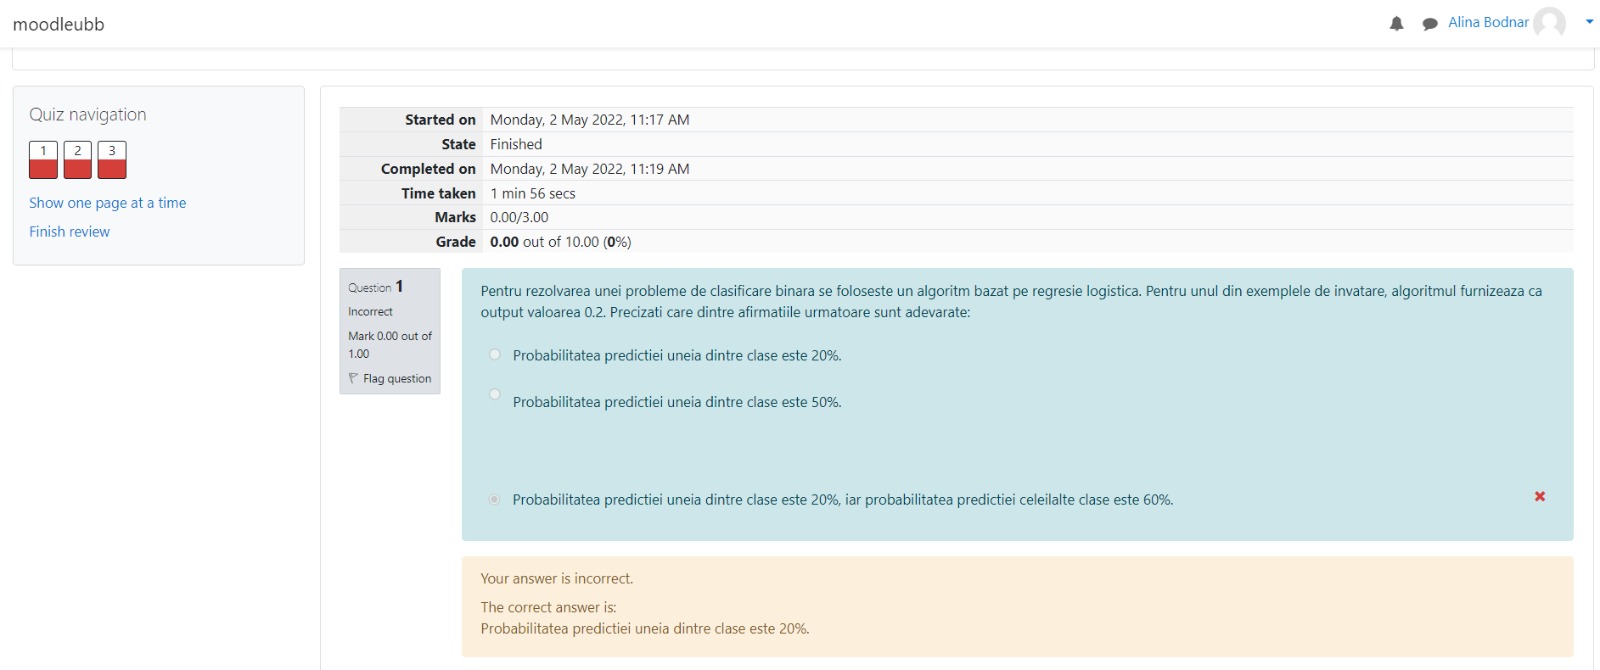 moodleubb
Alina Bodnar
Quiz navigation
1 2 3
Show one page at a time
Finish review
Started on Monday, 2 May 2022, 11:17 AM
State Finished
Completed on Monday, 2 May 2022, 11:19 AM
Time taken 1 min 56 secs
Marks 0.00/3.00
Grade 0.00 out of 10.00 (0%)
Question 1
Incorrect
Mark 0.00 out of
1.00
Flag question
Pentru rezolvarea unei probleme de clasificare binara se foloseste un algoritm bazat pe regresie logistica. Pentru unul din exemplele de invatare, algoritmul furnizeaza ca
output valoarea 0.2. Precizati care dintre afirmatiile urmatoare sunt adevarate:
Probabilitatea predictiei uneia dintre clase este 20%.
Probabilitatea predictiei uneia dintre clase este 50%.
Probabilitatea predictiei uneia dintre clase este 20%, iar probabilitatea predictiei celeilalte clase este 60%.
Your answer is incorrect.
The correct answer is:
Probabilitatea predictiei uneia dintre clase este 20%.